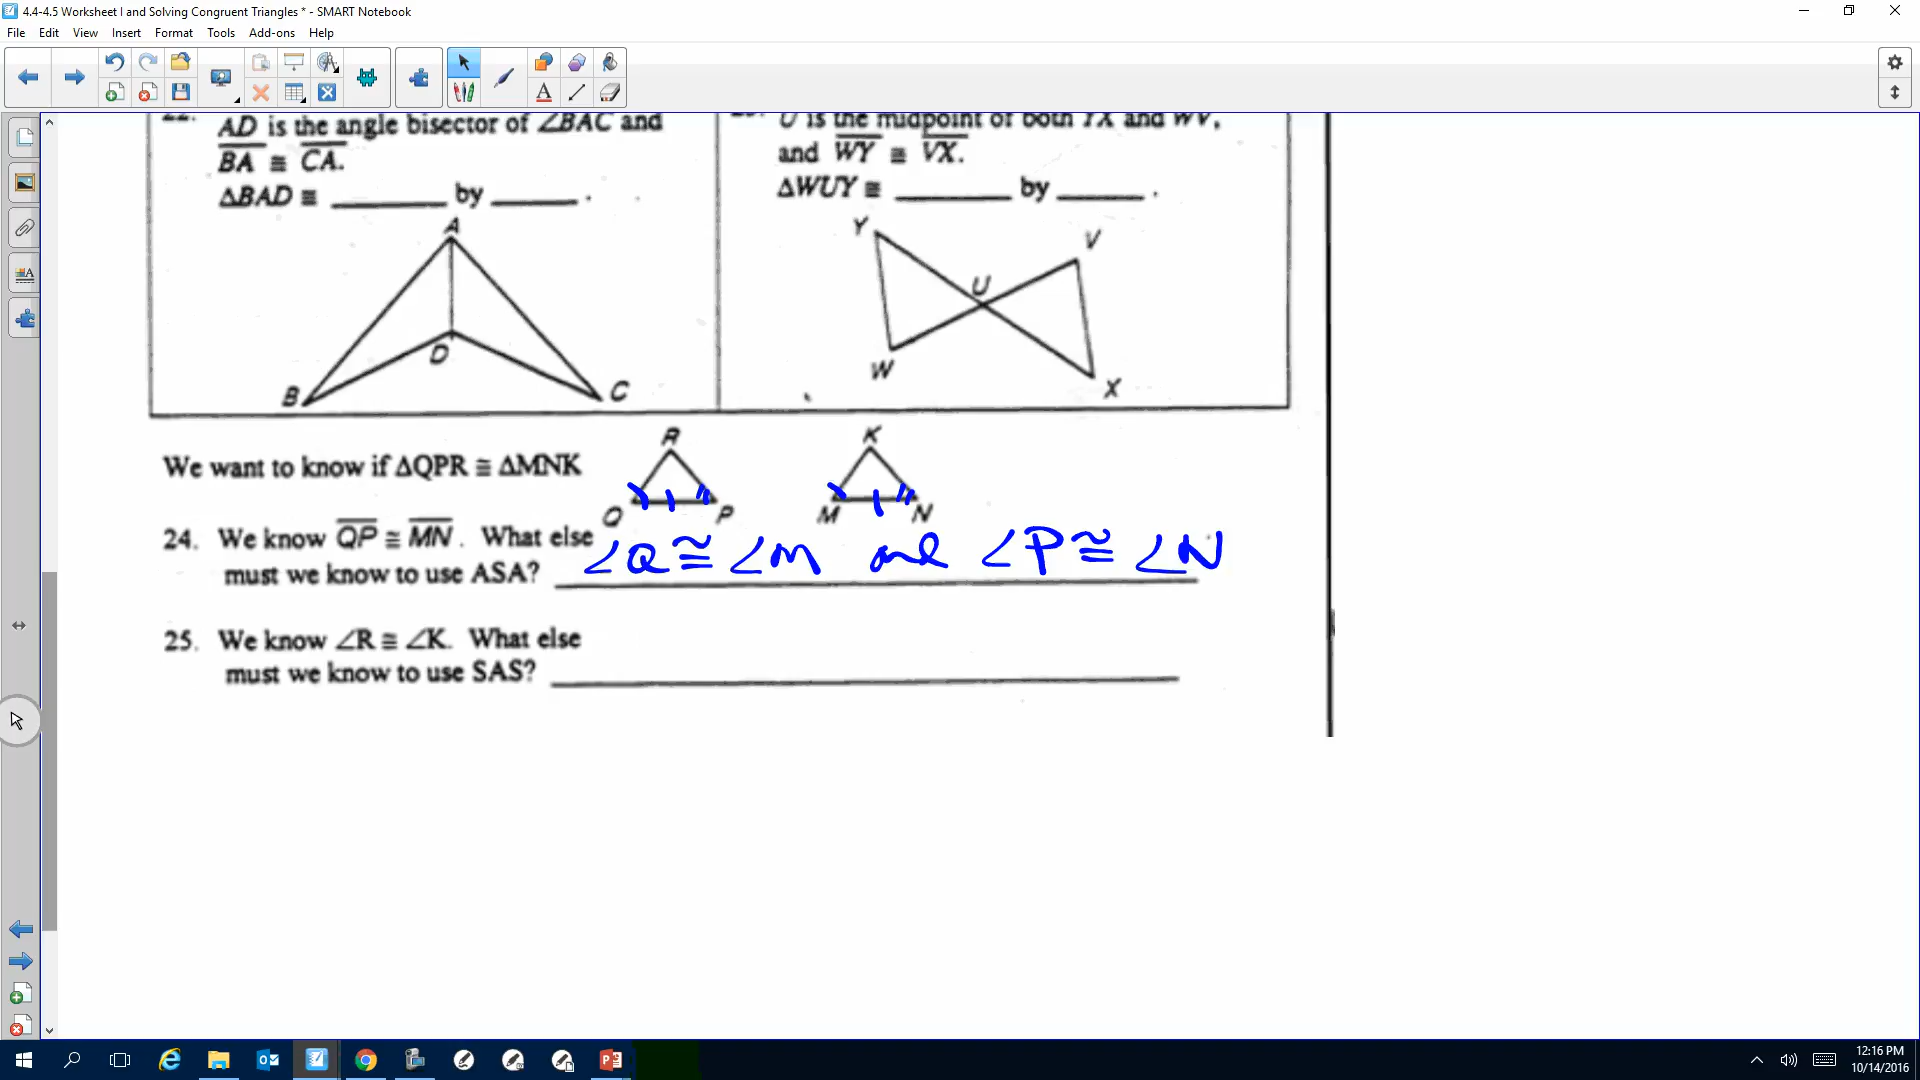 4.4-4.5 Worksheet I and Solving Congruent Triangles * - SMART Notebook
File Edit View Insert Format Tools Add-ons Help
AD is the angle bisector of ∠BAC and
BA ≅ CA.
ΔBAD ≅ ________ by ______.
A
D
B
C
U is the midpoint of both YX and WV,
and WY ≅ VX.
ΔWUY ≅ ________ by ______.
Y
V
U
W
X
We want to know if ΔQPR ≅ ΔMNK
R
K
Q
P
M
N
24. We know QP ≅ MN. What else
must we know to use ASA? ∠Q ≅ ∠M and ∠P ≅ ∠N
25. We know ∠R ≅ ∠K. What else
must we know to use SAS? ________
12:16 PM
10/14/2016